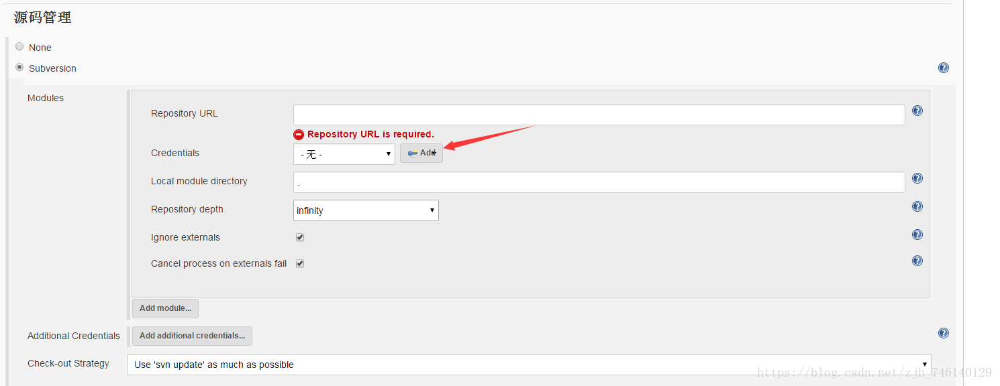 源码管理
None
Subversion
Modules
Repository URL
Repository URL is required.
Credentials
- 无 -
Add
Local module directory
.
Repository depth
infinity
Ignore externals
Cancel process on externals fail
Add module...
Additional Credentials
Add additional credentials...
Check-out Strategy
Use 'svn update' as much as possible
https://blog.csdn.net/zjh_746140129